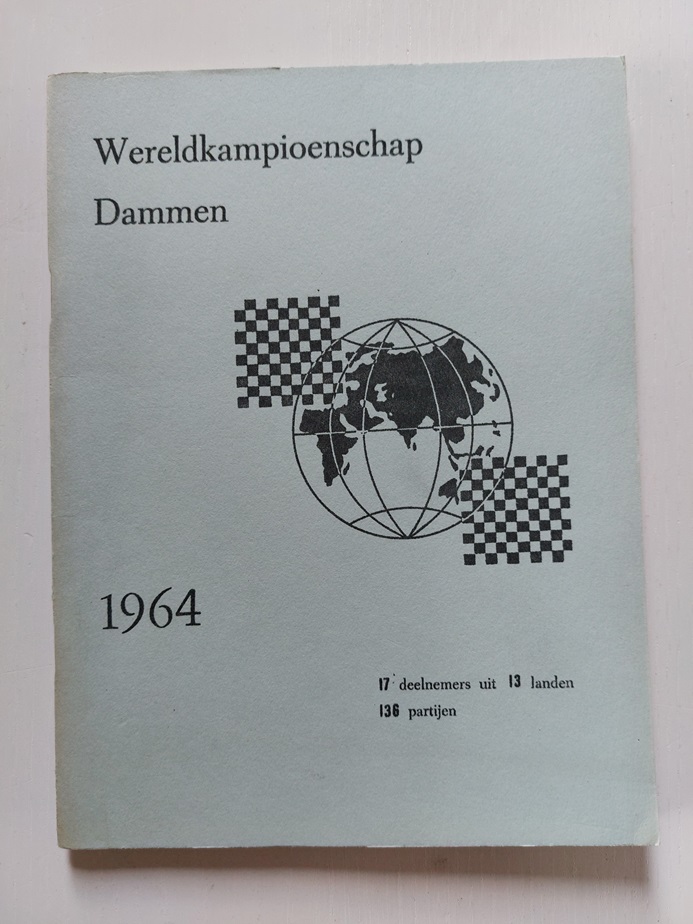 Wereldkampioenschap
Dammen
1964
17 deelnemers uit 13 landen
136 partijen